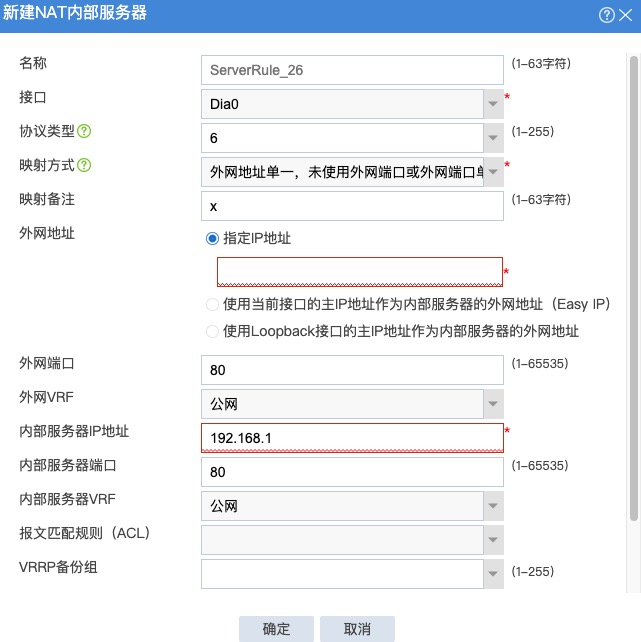 新建NAT内部服务器
名称 ServerRule_26 (1-63字符)
接口 Dia0 *
协议类型 6 (1-255)
映射方式 外网地址单一，未使用外网端口或外网端口单 *
映射备注 x (1-63字符)
外网地址 指定IP地址
*
使用当前接口的主IP地址作为内部服务器的外网地址（Easy IP）
使用Loopback接口的主IP地址作为内部服务器的外网地址
外网端口 80 (1-65535)
外网VRF 公网
内部服务器IP地址 192.168.1 *
内部服务器端口 80 (1-65535)
内部服务器VRF 公网
报文匹配规则（ACL）
VRRP备份组 (1-255)
确定 取消